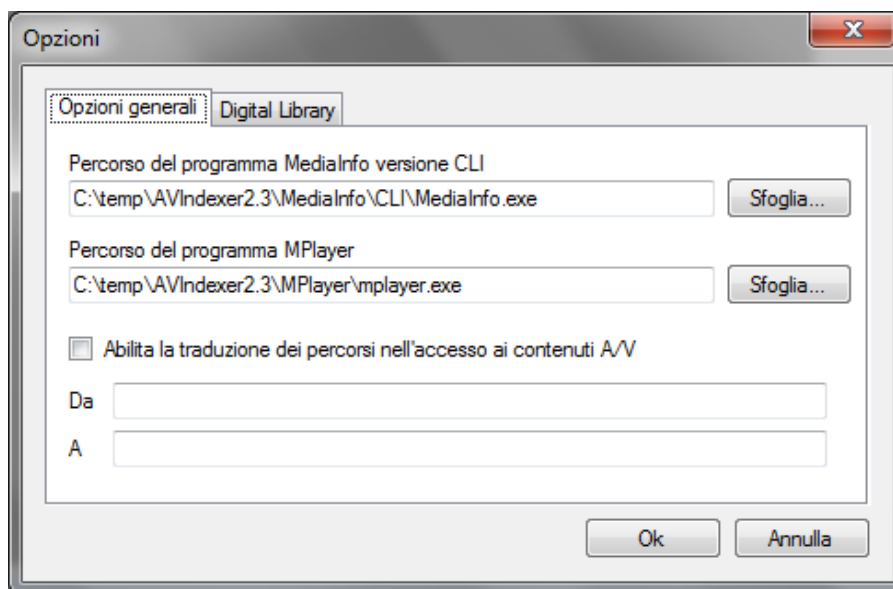 Opzioni
Opzioni generali
Digital Library
Percorso del programma MediaInfo versione CLI
C:\temp\AVIndexer2.3\MediaInfo\CLI\MediaInfo.exe
Sfoglia...
Percorso del programma MPlayer
C:\temp\AVIndexer2.3\MPlayer\mplayer.exe
Sfoglia...
Abilita la traduzione dei percorsi nell'accesso ai contenuti A/V
Da
A
Ok
Annulla